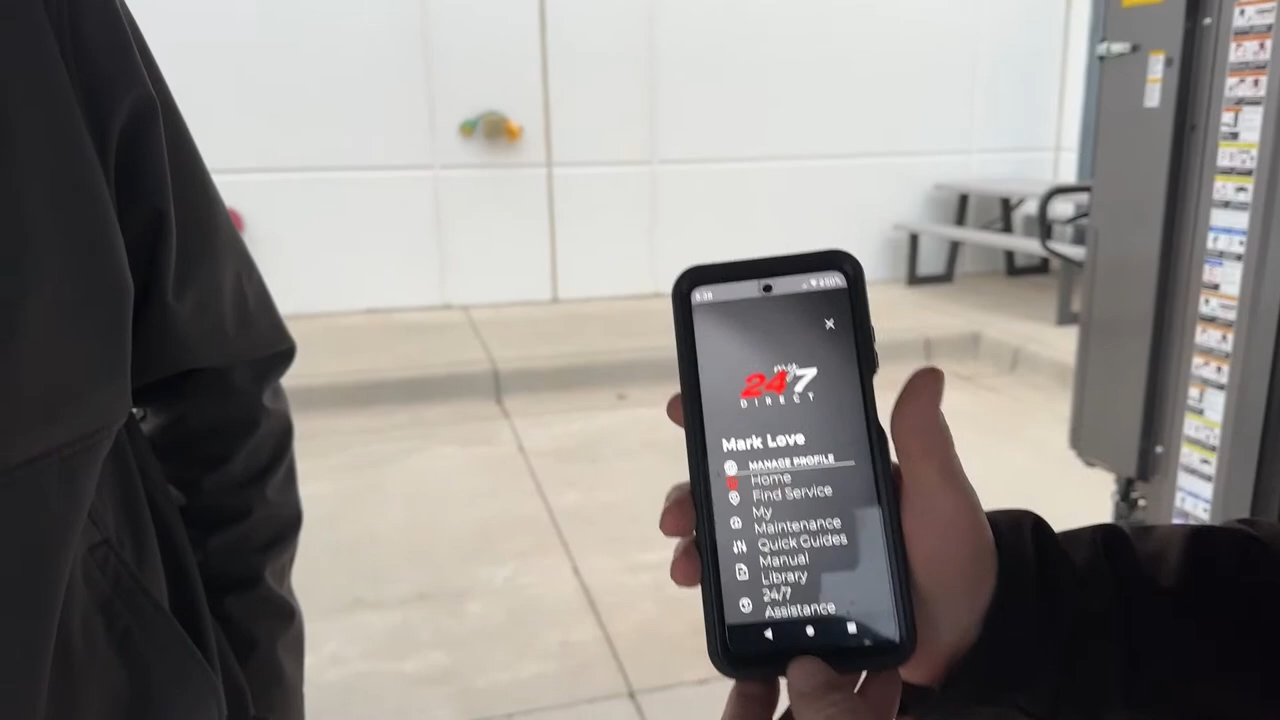 my
24/7
DIRECT
Mark Love
MANAGE PROFILE
Home
Find Service
My
Maintenance
Quick Guides
Manual
Library
24/7
Assistance